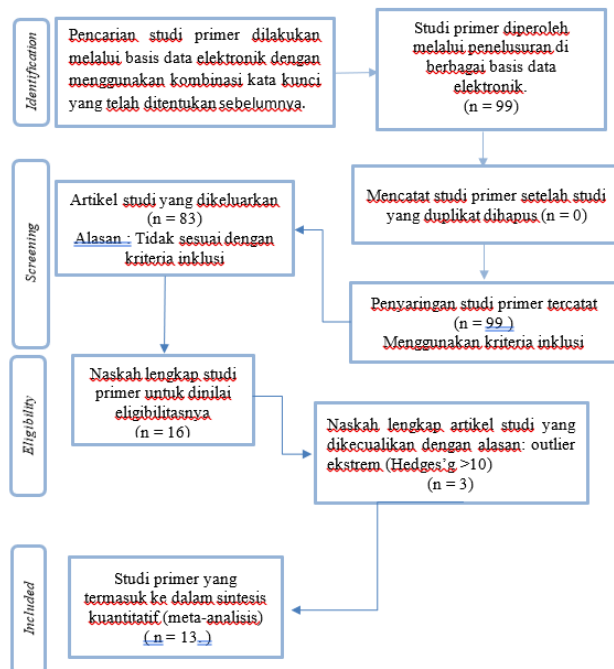 Identification
Pencarian studi primer dilakukan
melalui basis data elektronik dengan
menggunakan kombinasi kata kunci
yang telah ditentukan sebelumnya.
Studi primer diperoleh
melalui penelusuran di
berbagai basis data
elektronik.
(n = 99)
Screening
Mencatat studi primer setelah studi
yang duplikat dihapus (n = 0)
Penyaringan studi primer tercatat
(n = 99 )
Menggunakan kriteria inklusi
Artikel studi yang dikeluarkan
(n = 83)
Alasan : Tidak sesuai dengan
kriteria inklusi
Eligibility
Naskah lengkap studi
primer untuk dinilai
eligibilitasnya
(n = 16)
Naskah lengkap artikel studi yang
dikecualikan dengan alasan: outlier
ekstrem (Hedges’g >10)
(n = 3)
Included
Studi primer yang
termasuk ke dalam sintesis
kuantitatif (meta-analisis)
( n = 13 )